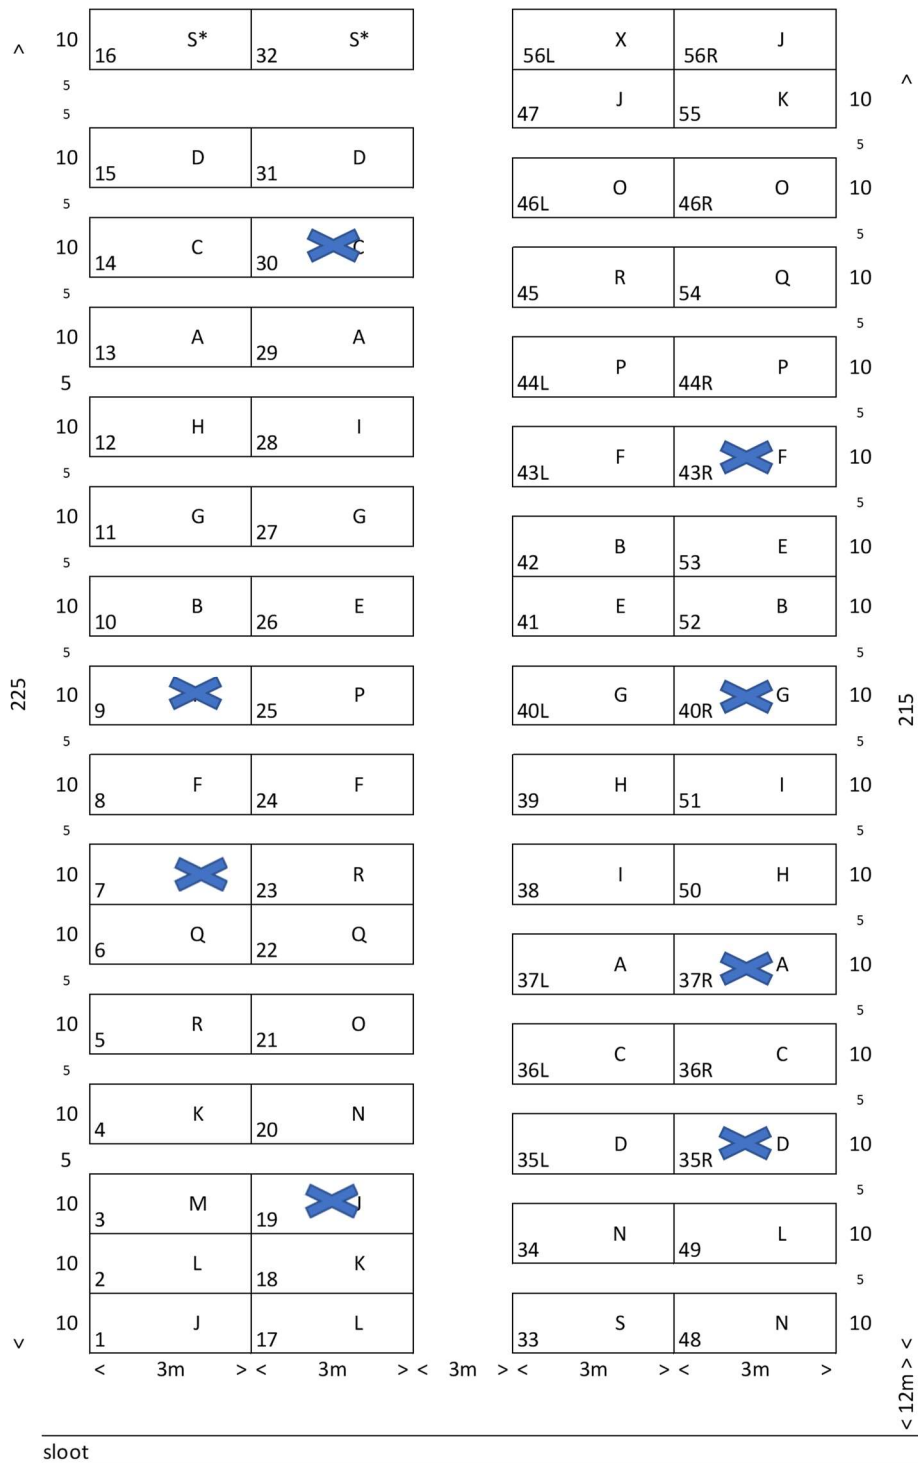 10 16 S* 32 S*
5
5
10 15 D 31 D
5
10 14 C 30 C
5
10 13 A 29 A
5
10 12 H 28 I
5
10 11 G 27 G
5
10 10 B 26 E
5
225
10 9 25 P
5
10 8 F 24 F
5
10 7 23 R
10 6 Q 22 Q
5
10 5 R 21 O
5
10 4 K 20 N
5
10 3 M 19 J
10 2 L 18 K
10 1 J 17 L
56L X 56R J
47 J 55 K 10
5
46L O 46R O 10
5
45 R 54 Q 10
5
44L P 44R P 10
5
43L F 43R F 10
5
42 B 53 E 10
41 E 52 B 10
5
40L G 40R G 10
215
5
39 H 51 I 10
5
38 I 50 H 10
5
37L A 37R A 10
5
36L C 36R C 10
5
35L D 35R D 10
5
34 N 49 L 10
5
33 S 48 N 10
< 3m > < 3m > < 3m > < 3m > < 3m >
< 12m >
sloot